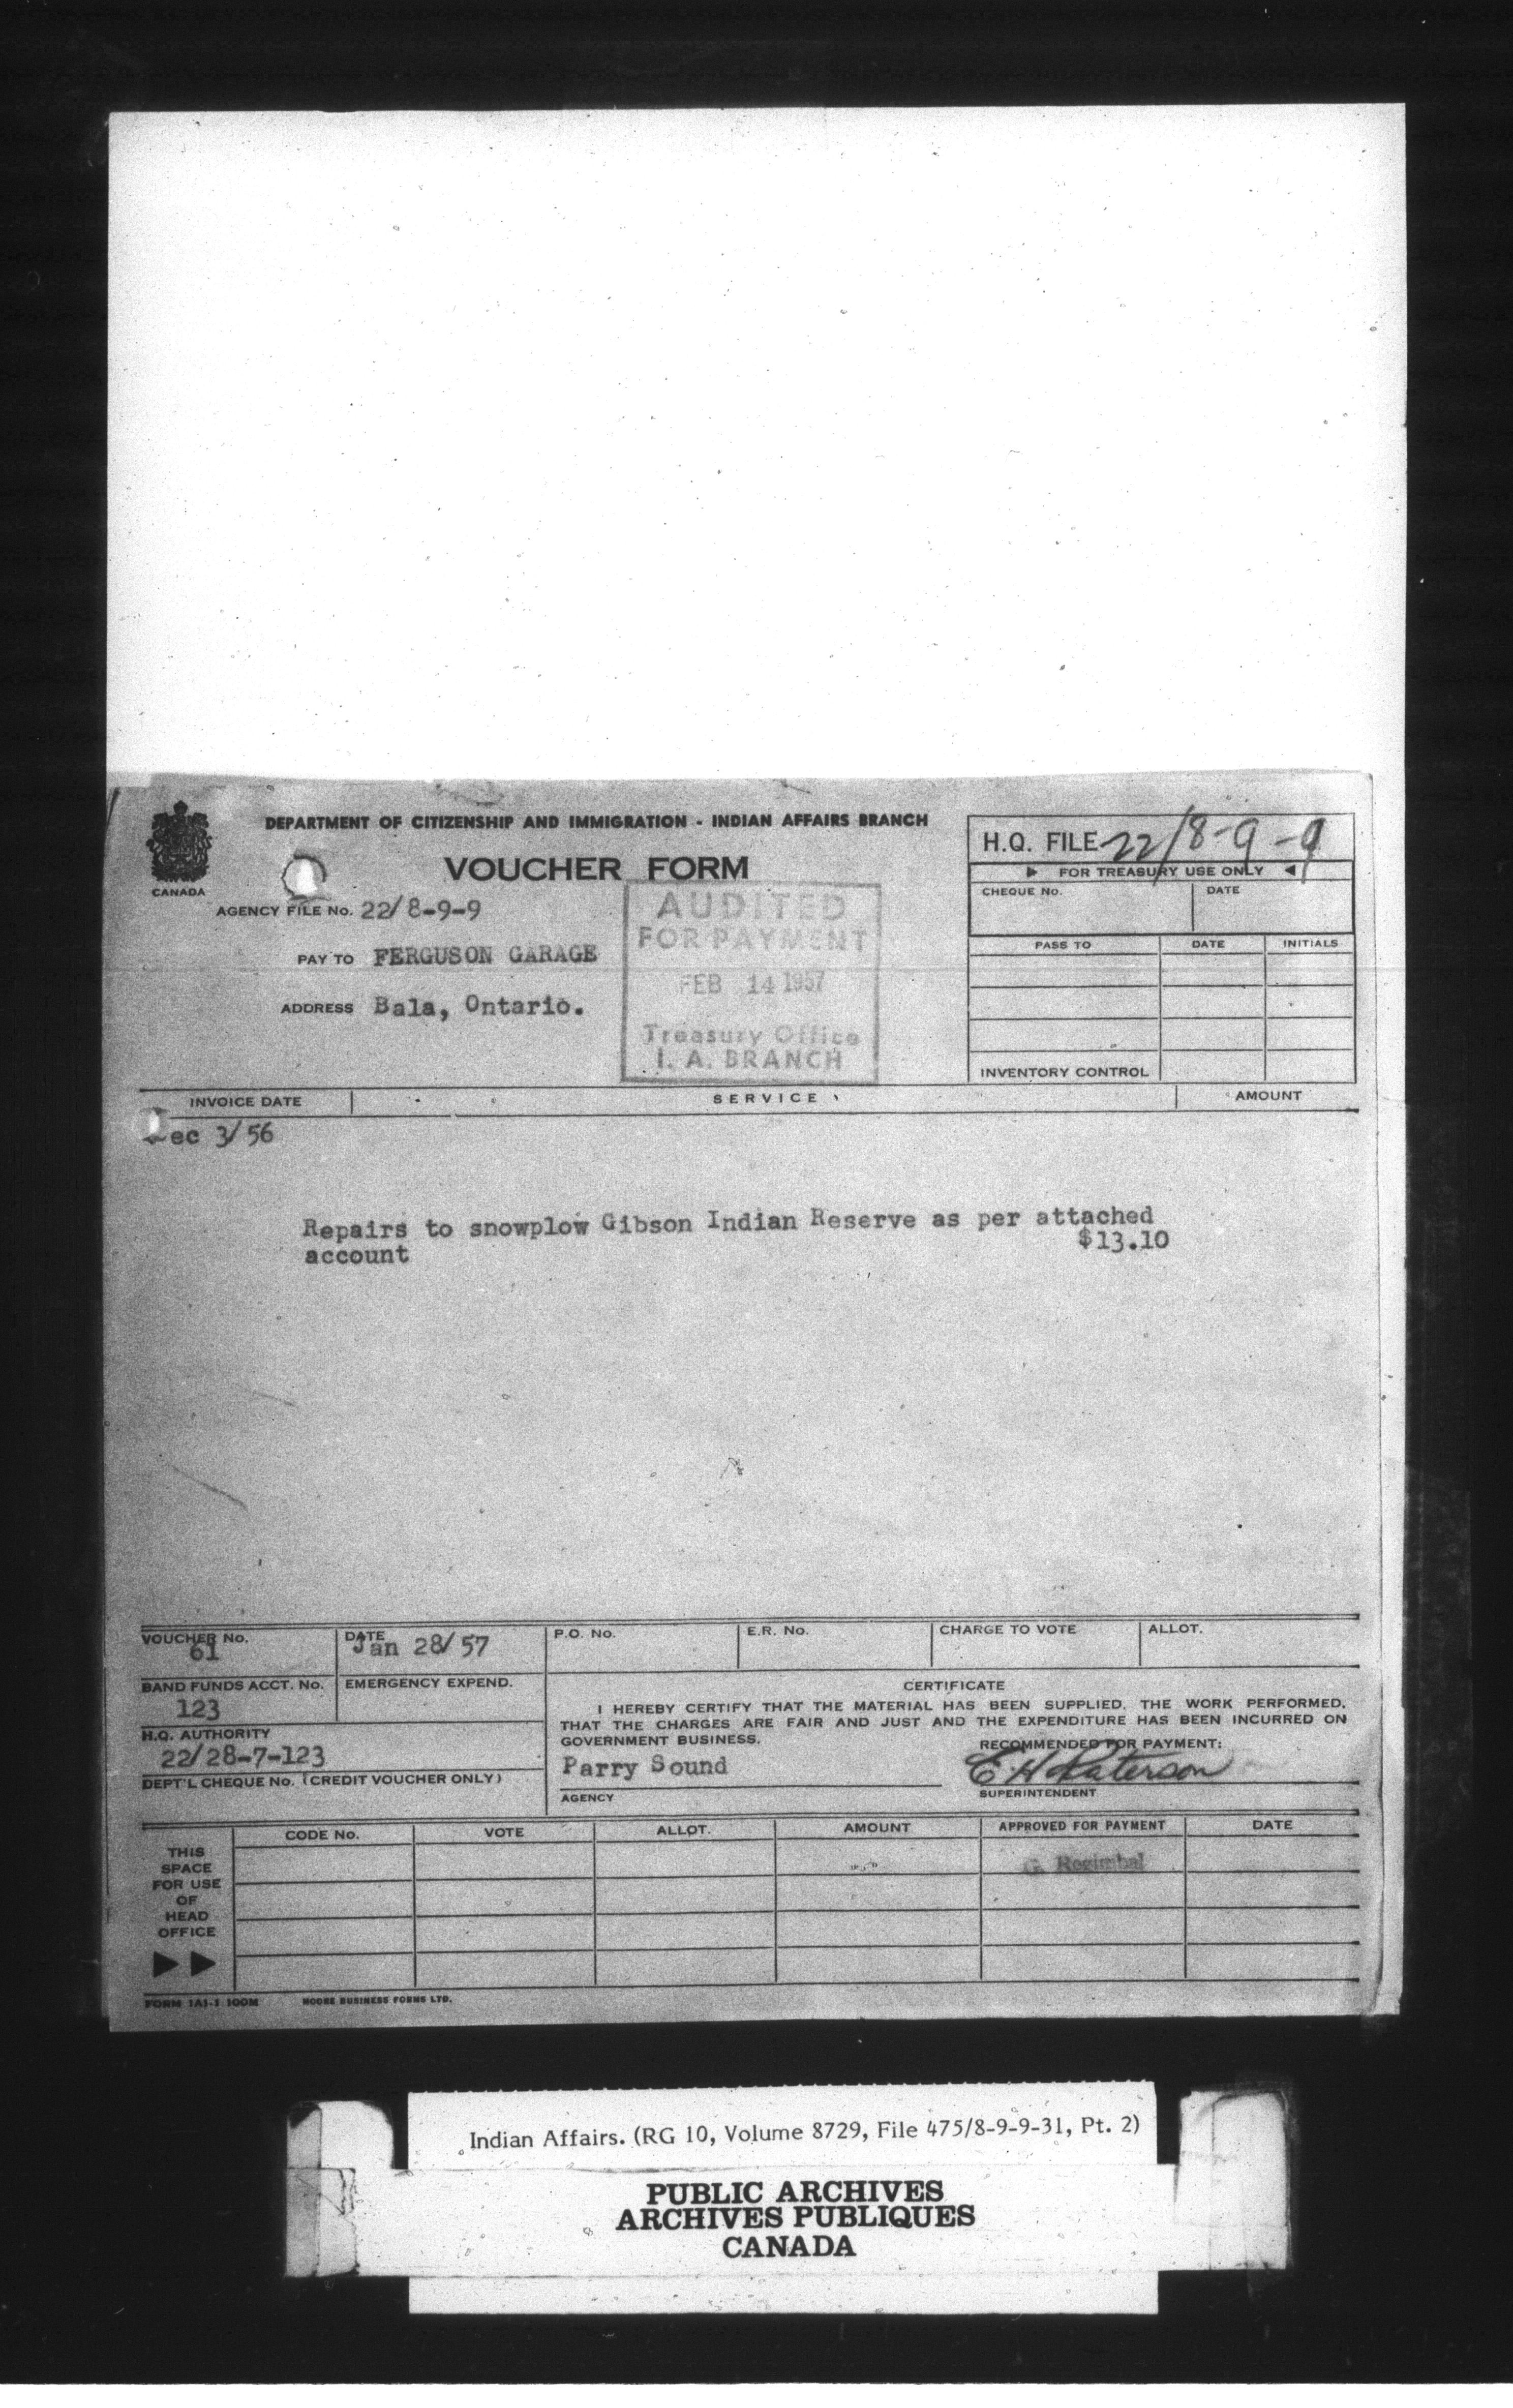 DEPARTMENT OF CITIZENSHIP AND IMMIGRATION - INDIAN AFFAIRS BRANCH
VOUCHER FORM
CANADA
AGENCY FILE No. 22/8-9-9
PAY TO FERGUSON GARAGE
ADDRESS Bala, Ontario.
AUDITED
FOR PAYMENT
FEB 14 1957
Treasury Office
I. A. BRANCH
H.Q. FILE 22/8-9-9
FOR TREASURY USE ONLY
CHEQUE No. DATE
PASS TO DATE INITIALS
INVENTORY CONTROL
INVOICE DATE SERVICE AMOUNT
ec 3/56
Repairs to snowplow Gibson Indian Reserve as per attached
account $13.10
VOUCHER No. 61
DATE Jan 28/57
P.O. No. E.R. No. CHARGE TO VOTE ALLOT.
BAND FUNDS ACCT. No. EMERGENCY EXPEND.
123
H.Q. AUTHORITY
22/28-7-123
DEPT'L CHEQUE No. (CREDIT VOUCHER ONLY)
CERTIFICATE
I HEREBY CERTIFY THAT THE MATERIAL HAS BEEN SUPPLIED, THE WORK PERFORMED,
THAT THE CHARGES ARE FAIR AND JUST AND THE EXPENDITURE HAS BEEN INCURRED ON
GOVERNMENT BUSINESS.
RECOMMENDED FOR PAYMENT:
Parry Sound E H Paterson
AGENCY SUPERINTENDENT
THIS
SPACE
FOR USE
OF
HEAD
OFFICE
CODE No. VOTE ALLOT. AMOUNT APPROVED FOR PAYMENT DATE
G. Regimbal
FORM 1A1-1 100M MOORE BUSINESS FORMS LTD.
Indian Affairs. (RG 10, Volume 8729, File 475/8-9-9-31, Pt. 2)
PUBLIC ARCHIVES
ARCHIVES PUBLIQUES
CANADA